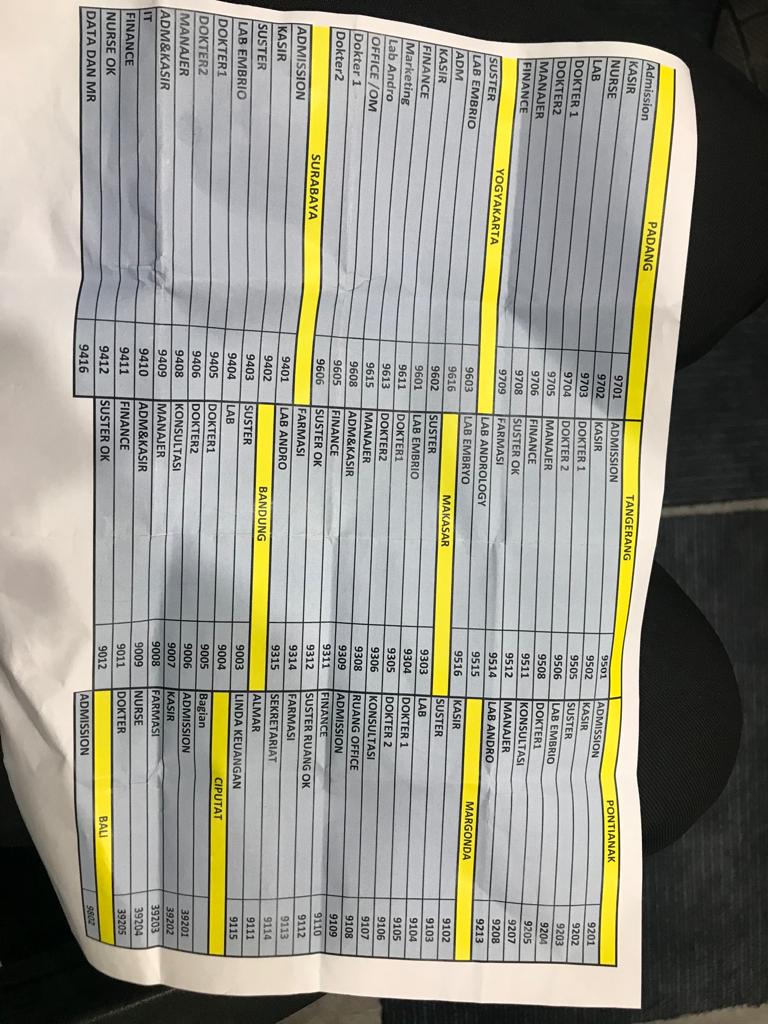 PADANG
Admission 9701
KASIR 9702
NURSE 9703
LAB 9704
DOKTER 1 9705
DOKTER2 9706
MANAJER 9708
FINANCE 9709
YOGYAKARTA
SUSTER 9603
LAB EMBRIO 9616
ADM 9602
KASIR 9601
FINANCE 9611
Marketing 9613
Lab Andro 9615
OFFICE /OM 9608
Dokter 1 9605
Dokter2 9606
SURABAYA
ADMISSION 9401
KASIR 9402
SUSTER 9403
LAB EMBRIO 9404
DOKTER1 9405
DOKTER2 9406
MANAJER 9408
ADM&KASIR 9409
IT 9410
FINANCE 9411
NURSE OK 9412
DATA DAN MR 9416
TANGERANG
ADMISSION 9501
KASIR 9502
DOKTER 1 9505
DOKTER 2 9506
MANAJER 9508
FINANCE 9511
SUSTER OK 9512
FARMASI 9514
LAB ANDROLOGY 9515
LAB EMBRYO 9516
MAKASAR
SUSTER 9303
LAB EMBRIO 9304
DOKTER1 9305
DOKTER2 9306
MANAJER 9308
ADM&KASIR 9309
FINANCE 9311
SUSTER OK 9312
FARMASI 9314
LAB ANDRO 9315
BANDUNG
SUSTER 9003
LAB 9004
DOKTER1 9005
DOKTER2 9006
KONSULTASI 9007
MANAJER 9008
ADM&KASIR 9009
FINANCE 9011
SUSTER OK 9012
PONTIANAK
ADMISSION 9201
KASIR 9202
SUSTER 9203
LAB EMBRIO 9204
DOKTER1 9205
KONSULTASI 9207
MANAJER 9208
LAB ANDRO 9213
MARGONDA
KASIR 9102
SUSTER 9103
LAB 9104
DOKTER 1 9105
DOKTER 2 9106
KONSULTASI 9107
RUANG OFFICE 9108
ADMISSION 9109
FINANCE 9110
SUSTER RUANG OK 9112
FARMASI 9113
SEKRETARIAT 9114
ALMAR 9111
LINDA KEUANGAN 9115
CIPUTAT
Bagian
ADMISSION 39201
KASIR 39202
FARMASI 39203
NURSE 39204
DOKTER 39205
BALI
ADMISSION 9802